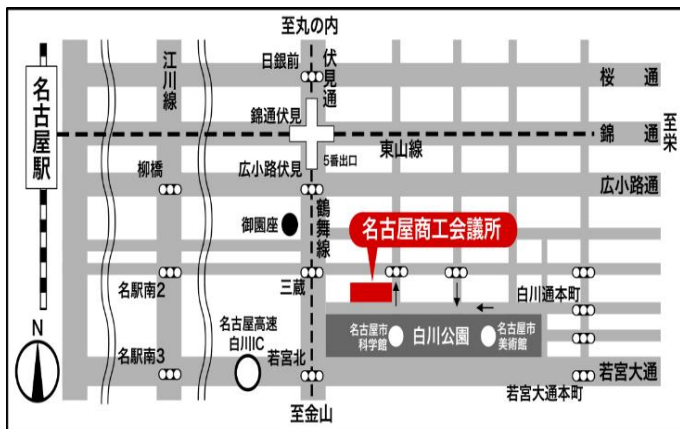 至丸の内
日銀前
伏見通
桜通
江川線
名古屋駅
錦通伏見
至栄
錦通
東山線
5番出口
柳橋
広小路伏見
広小路通
御園座
鶴舞線
名古屋商工会議所
名駅南2
三蔵
白川通本町
N
名古屋高速
白川IC
名古屋市
科学館
白川公園
名古屋市
美術館
名駅南3
若宮北
若宮大通
若宮大通本町
至金山